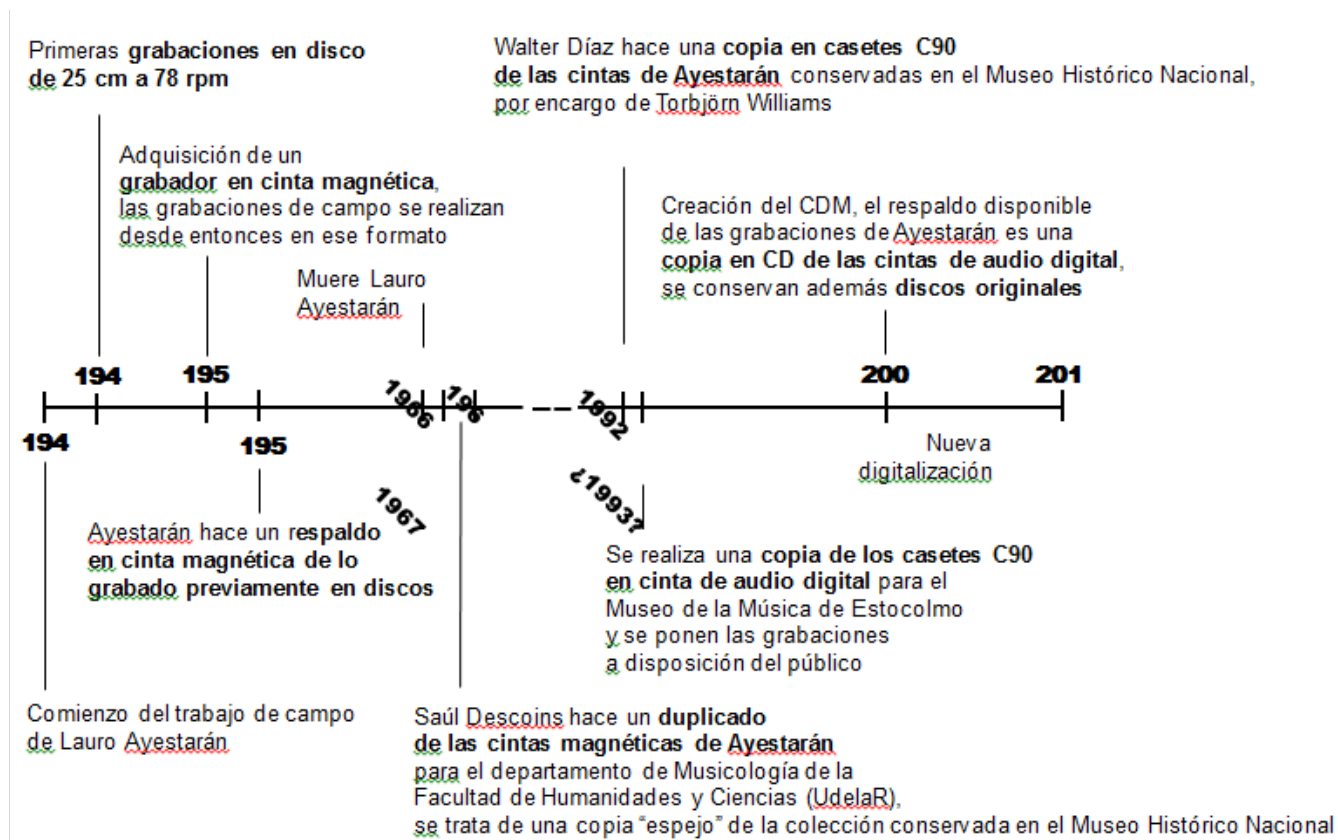 Primeras grabaciones en disco
de 25 cm a 78 rpm
Walter Díaz hace una copia en casetes C90
de las cintas de Ayestarán conservadas en el Museo Histórico Nacional,
por encargo de Torbjörn Williams
Adquisición de un
grabador en cinta magnética,
las grabaciones de campo se realizan
desde entonces en ese formato
Creación del CDM, el respaldo disponible
de las grabaciones de Ayestarán es una
copia en CD de las cintas de audio digital,
se conservan además discos originales
Muere Lauro
Ayestarán
194
195
200
201
1966
196
1992
194
195
1967
¿1993?
Nueva
digitalización
Ayestarán hace un respaldo
en cinta magnética de lo
grabado previamente en discos
Se realiza una copia de los casetes C90
en cinta de audio digital para el
Museo de la Música de Estocolmo
y se ponen las grabaciones
a disposición del público
Comienzo del trabajo de campo
de Lauro Ayestarán
Saúl Descoins hace un duplicado
de las cintas magnéticas de Ayestarán
para el departamento de Musicología de la
Facultad de Humanidades y Ciencias (UdelaR),
se trata de una copia “espejo” de la colección conservada en el Museo Histórico Nacional